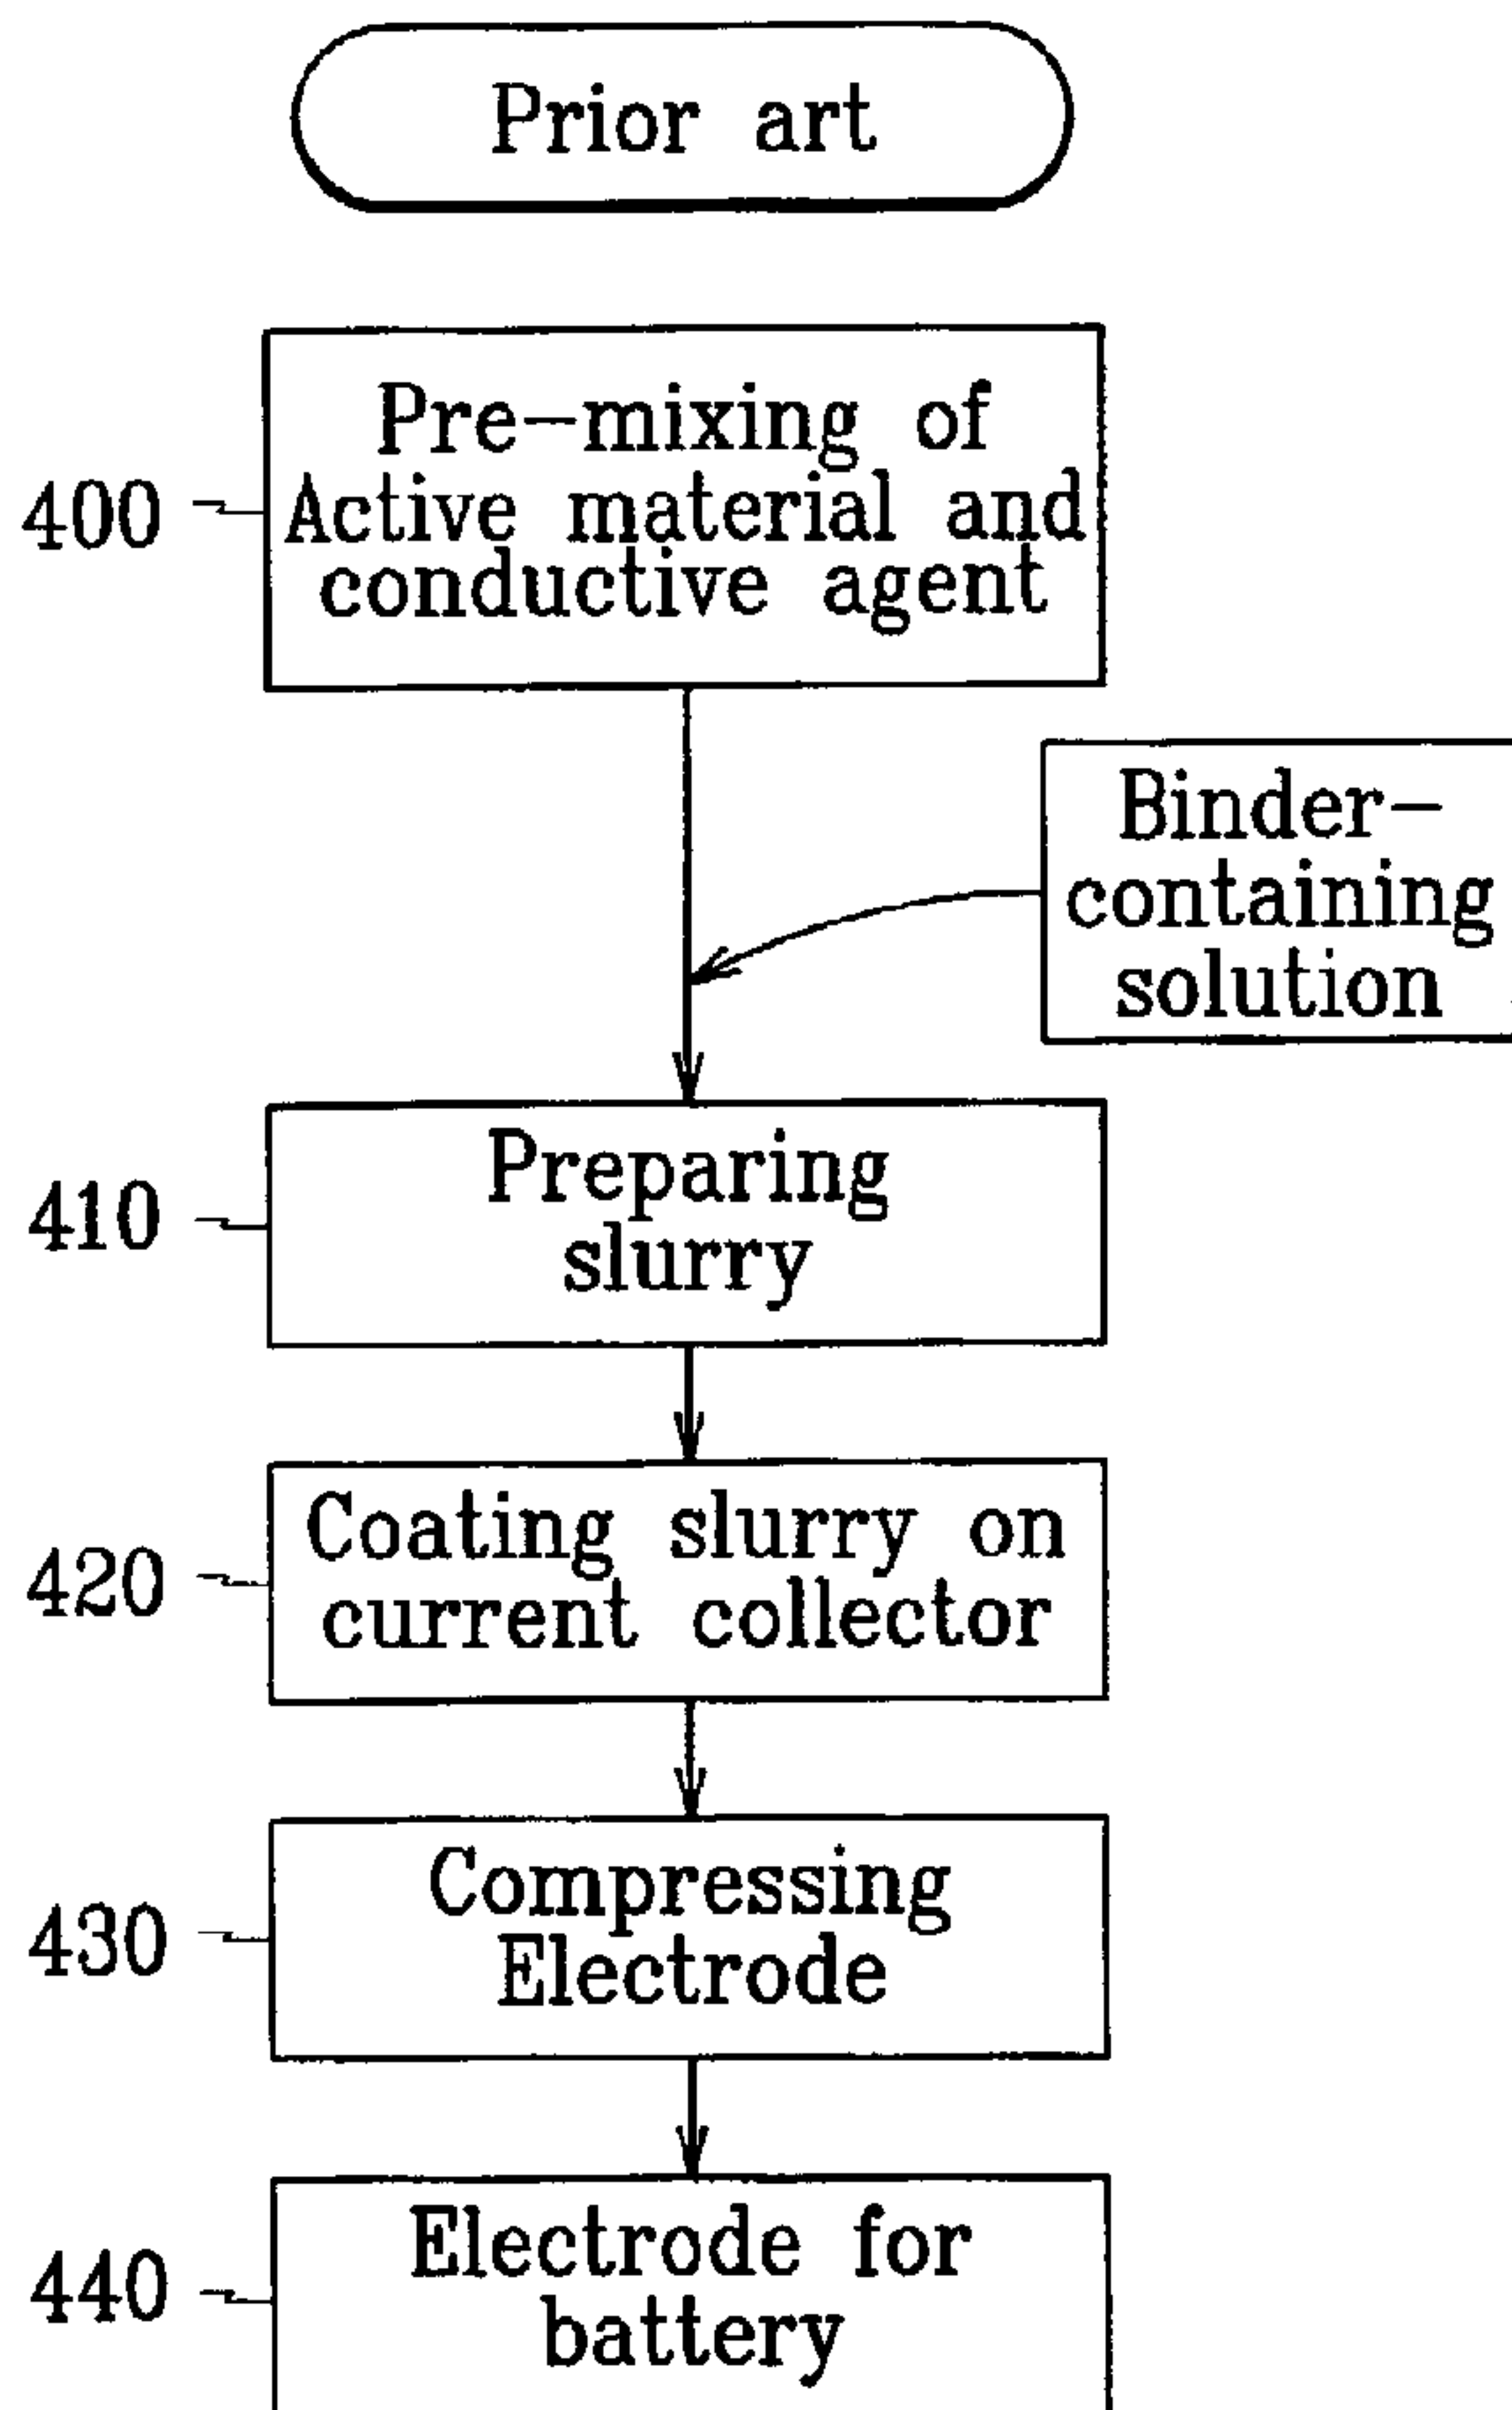 Prior art
400
Pre-mixing of
Active material and
conductive agent
Binder-
containing
solution
410
Preparing
slurry
420
Coating slurry on
current collector
430
Compressing
Electrode
440
Electrode for
battery